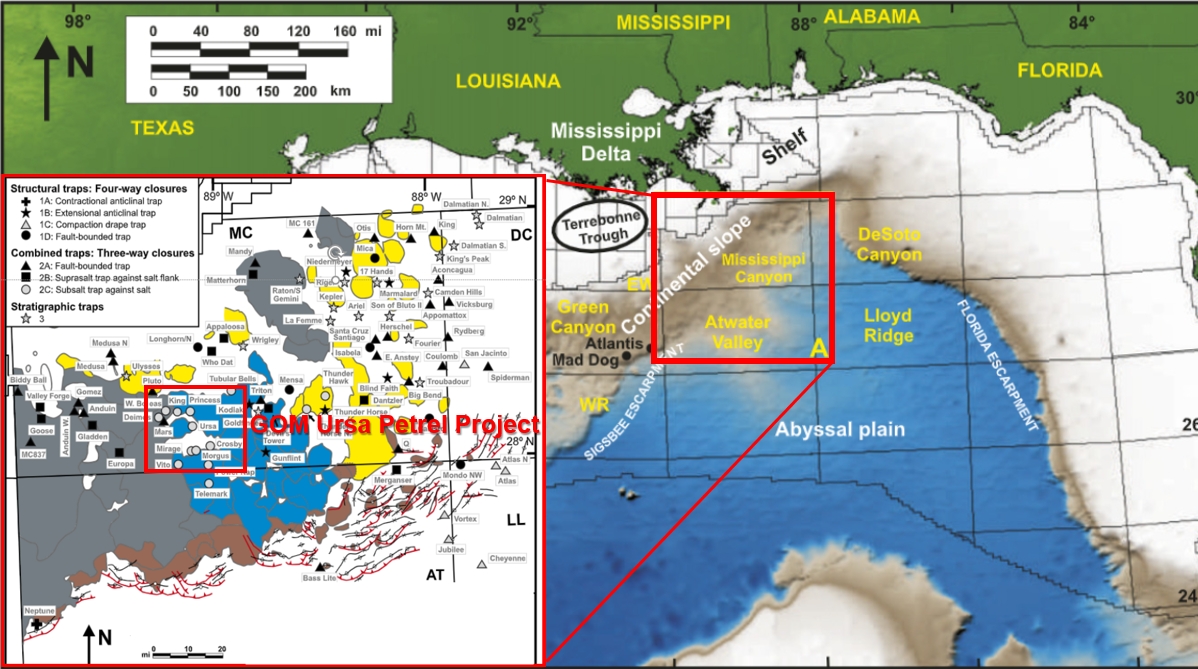 98°
92°
88°
84°
MISSISSIPPI
ALABAMA
0 40 80 120 160 mi
0 50 100 150 200 km
N
LOUISIANA
FLORIDA
TEXAS
30°
Mississippi
Delta
Shelf
Terrebonne
Trough
Continental slope
Mississippi
Canyon
DeSoto
Canyon
EW
Green
Canyon
Atwater
Valley
A
Lloyd
Ridge
Atlantis
Mad Dog
WR
SIGSBEE ESCARPMENT
FLORIDA ESCARPMENT
Abyssal plain
26
24
Structural traps: Four-way closures
1A: Contractional anticlinal trap
1B: Extensional anticlinal trap
1C: Compaction drape trap
1D: Fault-bounded trap
Combined traps: Three-way closures
2A: Fault-bounded trap
2B: Suprasalt trap against salt flank
2C: Subsalt trap against salt
Stratigraphic traps
3
89° W
88° W
29° N
28° N
MC
DC
LL
AT
Dalmatian N.
Dalmatian
MC 161
Otis
Horn Mt.
King
Mica
Dalmatian S.
King's Peak
Mandy
Niedermeyer
17 Hands
Aconcagua
Matterhorn
Raton/S
Gemini
Kepler
Marmalard
Camden Hills
Ariel
Son of Bluto II
Vicksburg
Appomattox
La Femme
Appaloosa
Santa Cruz
Santiago
Herschel
Rydberg
Longhorn/N
Wrigley
Isabela
Fourier
Medusa N
Who Dat
E. Anstey
Coulomb
San Jacinto
Medusa
Ulysses
Thunder
Hawk
Spiderman
Biddy Ball
Pluto
Tubular Bells
Mensa
Blind Faith
Troubadour
Valley Forge
Gomez
W. Boreas
King
Princess
Triton
Dantzler
Big Bend
Anduin
Deimos
Kodiak
Thunder Horse
Goose
Anduin W.
Gladden
Mars
Ursa
GOM Ursa Petrel Project
MC837
Mirage
Crosby
Tower
Q
Europa
Vito
Morgus
Gunflint
Merganser
Mondo NW
Atlas N
Atlas
Telemark
Vortex
Jubilee
Cheyenne
Bass Lite
Neptune
N
mi 0 10 20